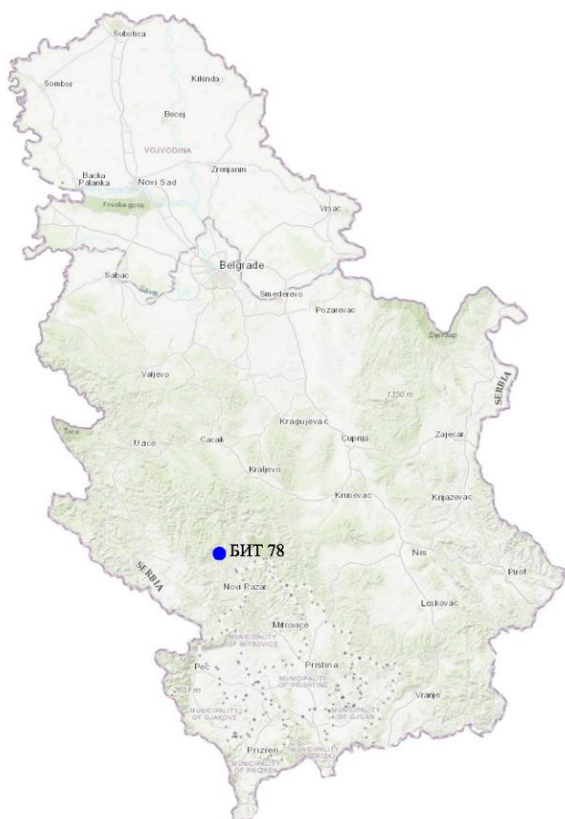 Subotica
Sombor
Kikinda
Becej
VOJVODINA
Backa
Palanka
Novi Sad
Zrenjanin
Fruska gora
Vrsac
Belgrade
Sabac
Sava
Smederevo
Pozarevac
Djerdap
Valjevo
1350 m
SERBIA
Kragujevac
Tara
Uzice
Cacak
Cuprija
Zajecar
Kraljevo
Krusevac
Knjazevac
БИТ 78
Nis
SERBIA
Pirot
Novi Pazar
Leskovac
Mitrovice
MUNICIPALITY
OF MITROVICE
Peć
Pristina
2651 m
MUNICIPALITY
OF PRISHTINE
Vranje
MUNICIPALITY
OF GJAKOVE
MUNICIPALITY
OF GJILAN
Prizren
MUNICIPALITY
MUNICIPALITY
OF PRIZREN